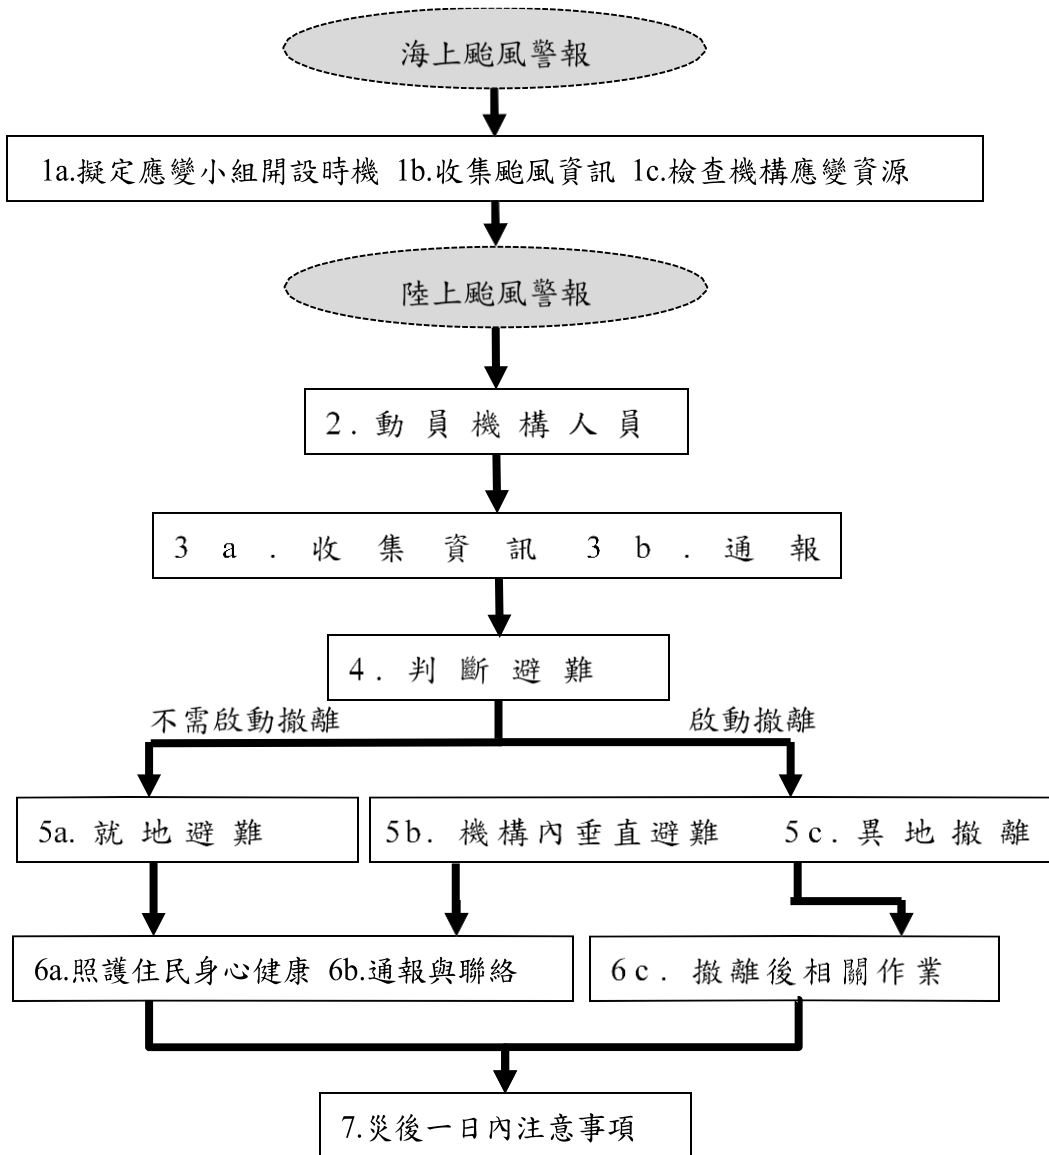 海上颱風警報
1a.擬定應變小組開設時機 1b.收集颱風資訊 1c.檢查機構應變資源
陸上颱風警報
2.動員機構人員
3a.收集資訊 3b.通報
4.判斷避難
不需啟動撤離
啟動撤離
5a.就地避難
5b.機構內垂直避難 5c.異地撤離
6a.照護住民身心健康 6b.通報與聯絡
6c.撤離後相關作業
7.災後一日內注意事項